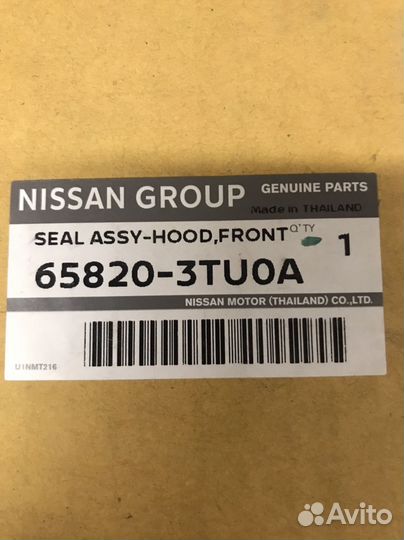 NISSAN GROUP GENUINE PARTS
Made in THAILAND
SEAL ASSY-HOOD,FRONT Q'TY 1
65820-3TU0A
NISSAN MOTOR (THAILAND) CO.,LTD.
U1NMT216
Avito